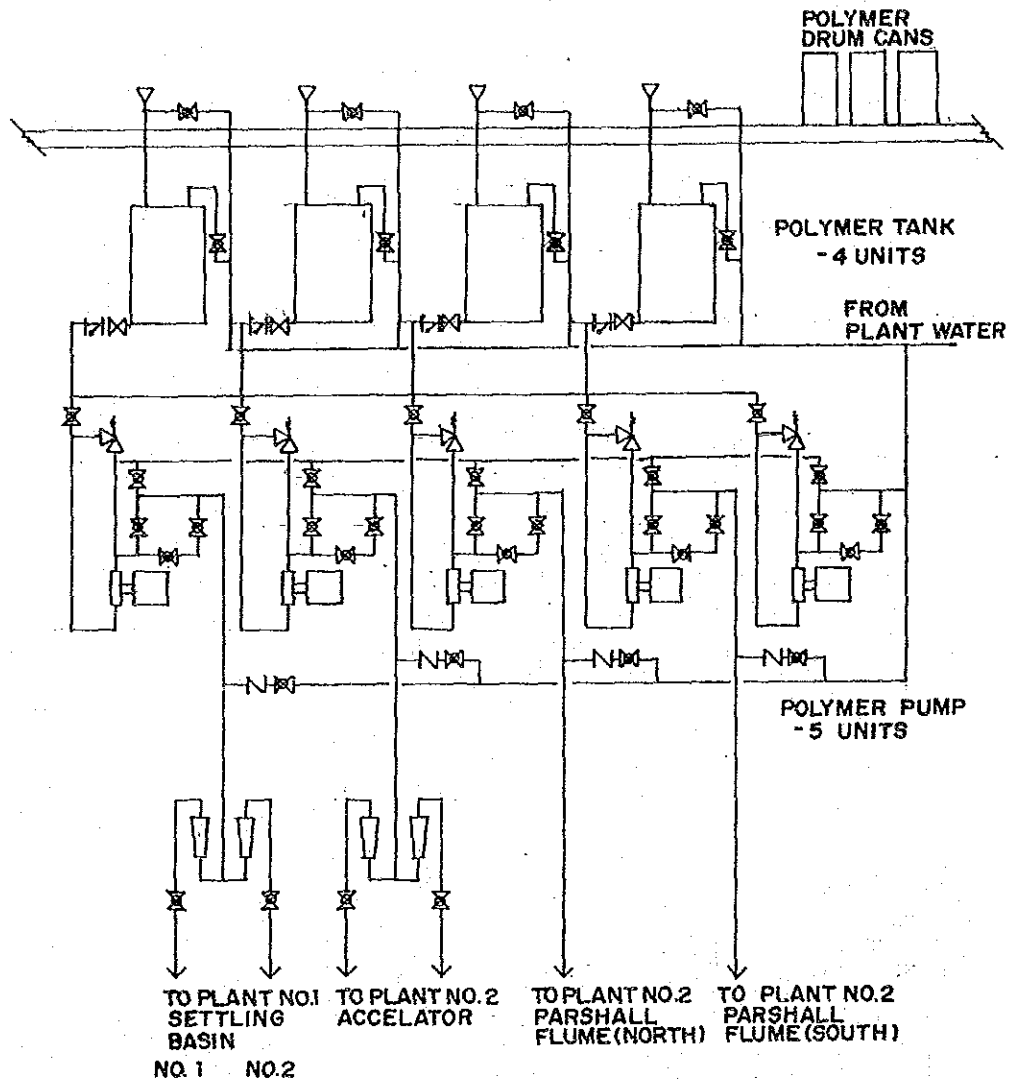 POLYMER
DRUM CANS
POLYMER TANK
- 4 UNITS
FROM
PLANT WATER
POLYMER PUMP
- 5 UNITS
TO PLANT NO.1
SETTLING
BASIN
NO. 1 NO.2
TO PLANT NO.2
ACCELATOR
TO PLANT NO.2
PARSHALL
FLUME(NORTH)
TO PLANT NO.2
PARSHALL
FLUME(SOUTH)